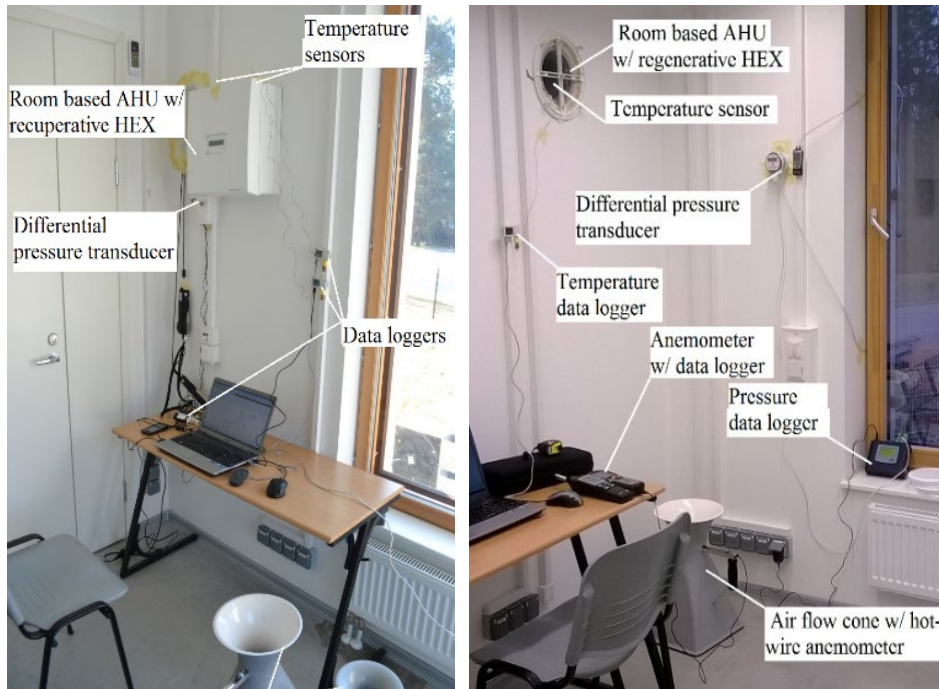 Temperature
sensors
Room based AHU w/
recuperative HEX
Differential
pressure transducer
Data loggers
Room based AHU
w/ regenerative HEX
Temperature sensor
Differential pressure
transducer
Temperature
data logger
Anemometer
w/ data logger
Pressure
data logger
Air flow cone w/ hot-
wire anemometer